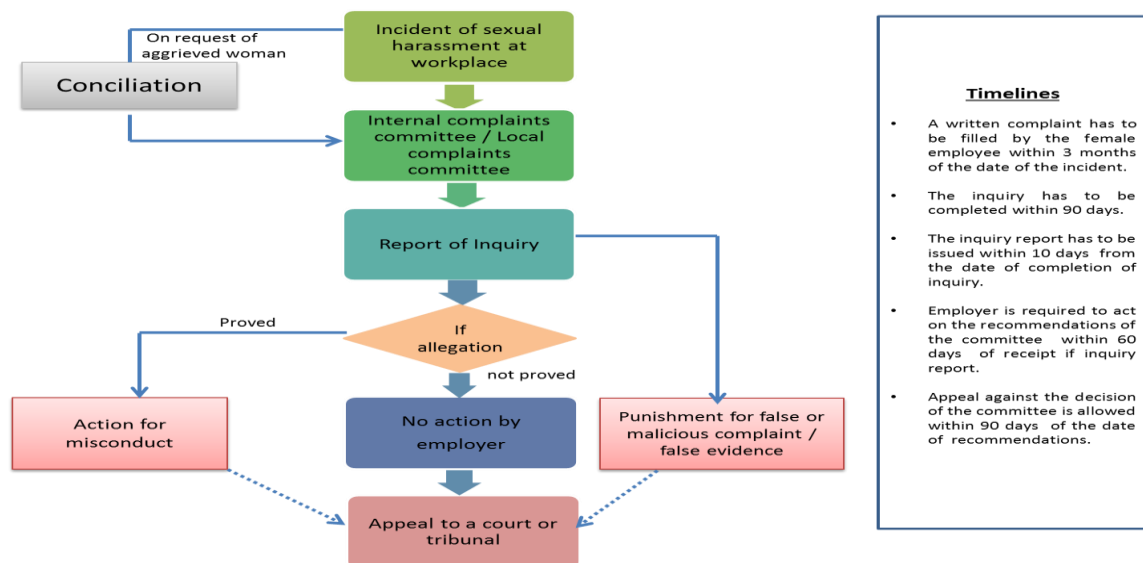 On request of
aggrieved woman
Conciliation
Incident of sexual
harassment at
workplace
Internal complaints
committee / Local
complaints
committee
Report of Inquiry
Proved
If
allegation
not proved
Action for
misconduct
No action by
employer
Punishment for false or
malicious complaint /
false evidence
Appeal to a court or
tribunal
Timelines
• A written complaint has to
be filled by the female
employee within 3 months
of the date of the incident.
• The inquiry has to be
completed within 90 days.
• The inquiry report has to be
issued within 10 days from
the date of completion of
inquiry.
• Employer is required to act
on the recommendations of
the committee within 60
days of receipt if inquiry
report.
• Appeal against the decision
of the committee is allowed
within 90 days of the date
of recommendations.